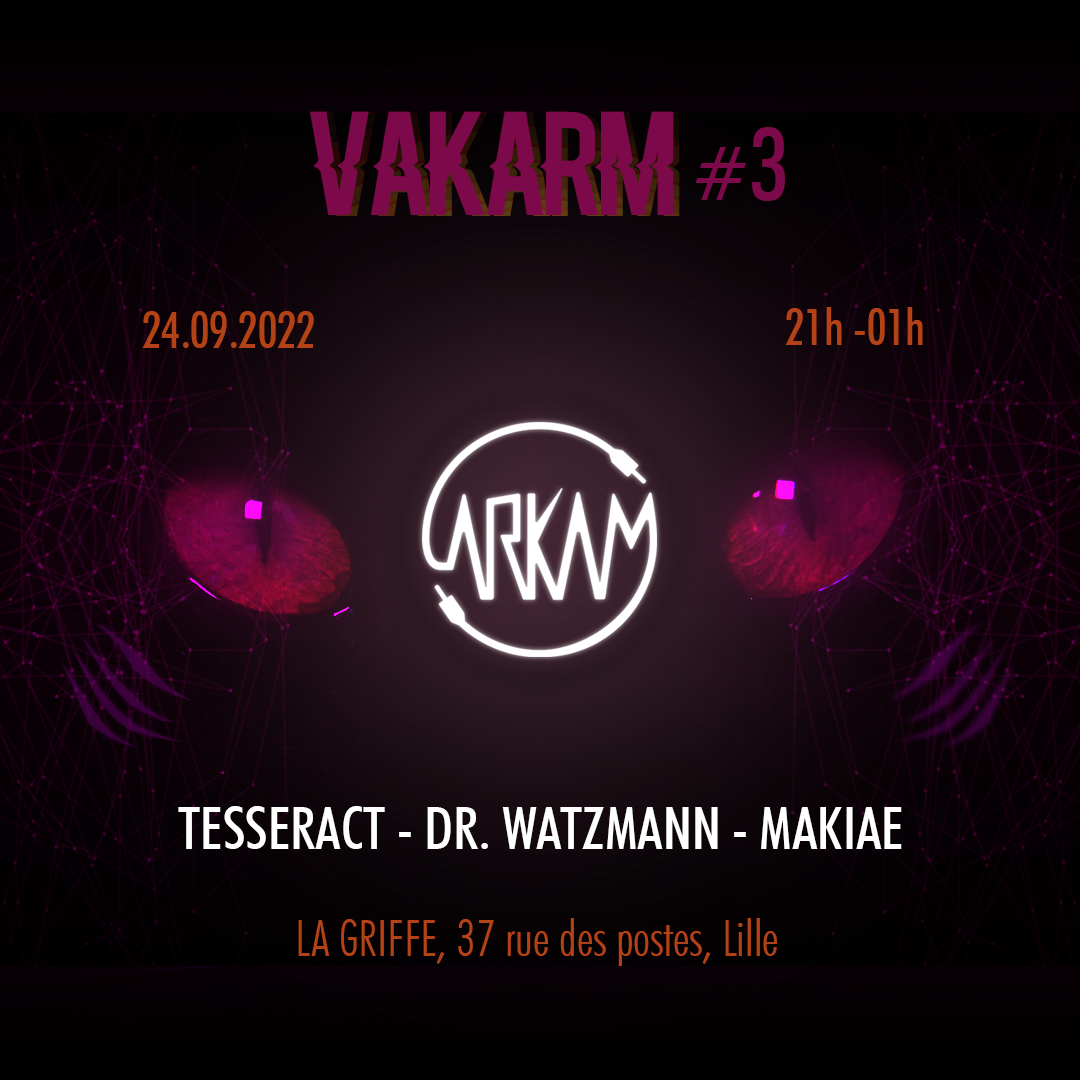 VAKARM #3
24.09.2022
21h -01h
ARKAM
TESSERACT - DR. WATZMANN - MAKIAE
LA GRIFFE, 37 rue des postes, Lille